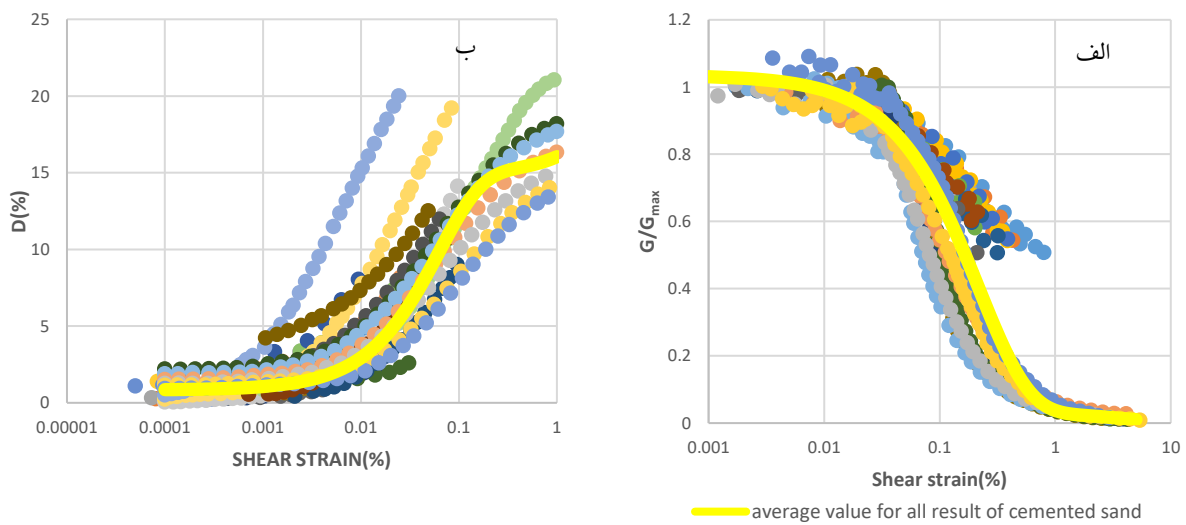 ب
25
20
15
10
5
0
0.00001 0.0001 0.001 0.01 0.1 1
D(%)
SHEAR STRAIN(%)
الف
1.2
1
0.8
0.6
0.4
0.2
0
0.001 0.01 0.1 1 10
G/Gmax
Shear strain(%)
average value for all result of cemented sand